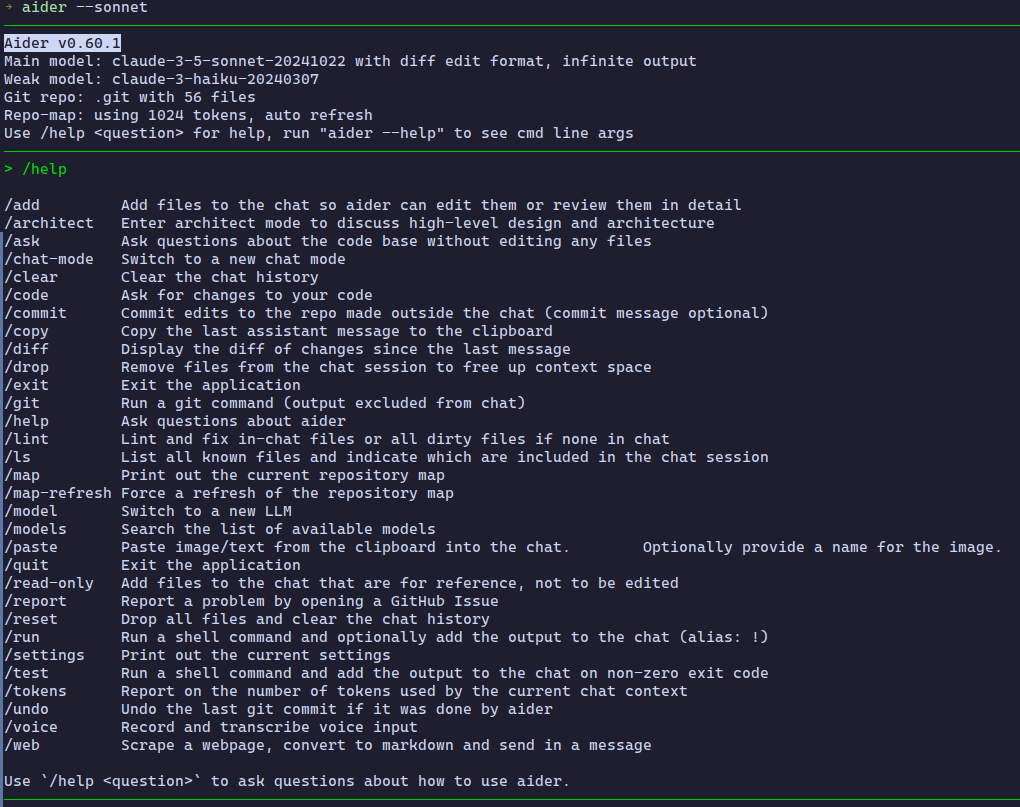 → aider --sonnet
Aider v0.60.1
Main model: claude-3-5-sonnet-20241022 with diff edit format, infinite output
Weak model: claude-3-haiku-20240307
Git repo: .git with 56 files
Repo-map: using 1024 tokens, auto refresh
Use /help <question> for help, run "aider --help" to see cmd line args
> /help
/add Add files to the chat so aider can edit them or review them in detail
/architect Enter architect mode to discuss high-level design and architecture
/ask Ask questions about the code base without editing any files
/chat-mode Switch to a new chat mode
/clear Clear the chat history
/code Ask for changes to your code
/commit Commit edits to the repo made outside the chat (commit message optional)
/copy Copy the last assistant message to the clipboard
/diff Display the diff of changes since the last message
/drop Remove files from the chat session to free up context space
/exit Exit the application
/git Run a git command (output excluded from chat)
/help Ask questions about aider
/lint Lint and fix in-chat files or all dirty files if none in chat
/ls List all known files and indicate which are included in the chat session
/map Print out the current repository map
/map-refresh Force a refresh of the repository map
/model Switch to a new LLM
/models Search the list of available models
/paste Paste image/text from the clipboard into the chat. Optionally provide a name for the image.
/quit Exit the application
/read-only Add files to the chat that are for reference, not to be edited
/report Report a problem by opening a GitHub Issue
/reset Drop all files and clear the chat history
/run Run a shell command and optionally add the output to the chat (alias: !)
/settings Print out the current settings
/test Run a shell command and add the output to the chat on non-zero exit code
/tokens Report on the number of tokens used by the current chat context
/undo Undo the last git commit if it was done by aider
/voice Record and transcribe voice input
/web Scrape a webpage, convert to markdown and send in a message
Use `/help <question>` to ask questions about how to use aider.